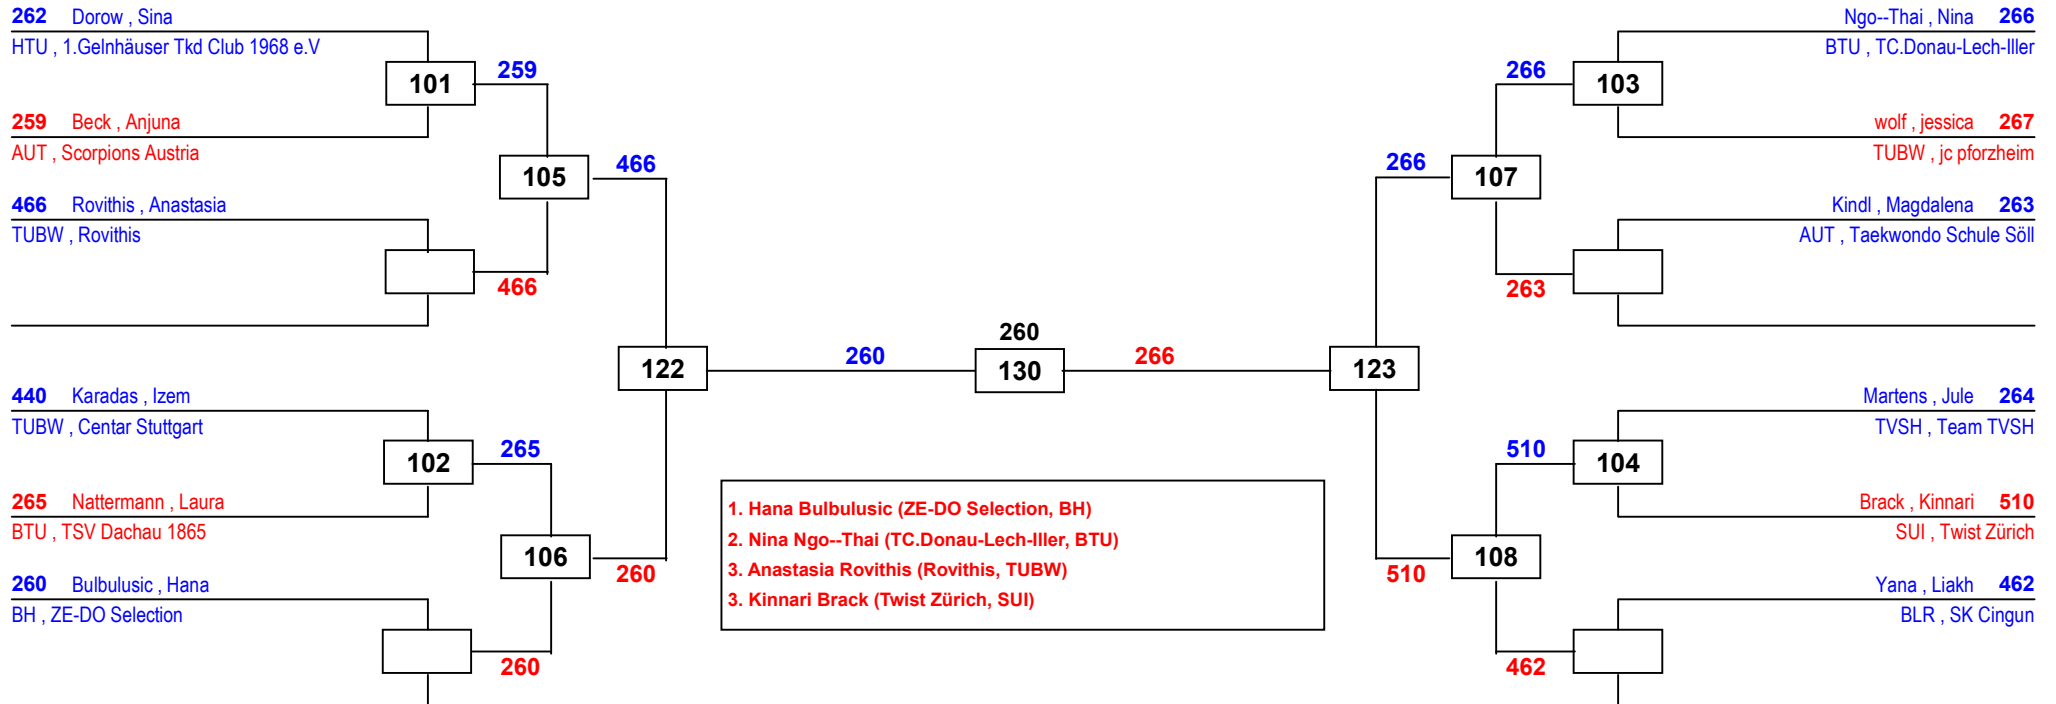 262 Dorow , Sina
HTU , 1.Gelnhäuser Tkd Club 1968 e.V
101
259
259 Beck , Anjuna
AUT , Scorpions Austria
105
466
466 Rovithis , Anastasia
TUBW , Rovithis
466
122
260
440 Karadas , Izem
TUBW , Centar Stuttgart
102
265
265 Nattermann , Laura
BTU , TSV Dachau 1865
106
260
260 Bulbulusic , Hana
BH , ZE-DO Selection
260
260
130
1. Hana Bulbulusic (ZE-DO Selection, BH)
2. Nina Ngo--Thai (TC.Donau-Lech-Iller, BTU)
3. Anastasia Rovithis (Rovithis, TUBW)
3. Kinnari Brack (Twist Zürich, SUI)
Ngo--Thai , Nina 266
BTU , TC.Donau-Lech-Iller
266
103
wolf , jessica 267
TUBW , jc pforzheim
266
107
Kindl , Magdalena 263
AUT , Taekwondo Schule Söll
263
266
123
Martens , Jule 264
TVSH , Team TVSH
510
104
Brack , Kinnari 510
SUI , Twist Zürich
510
108
Yana , Liakh 462
BLR , SK Cingun
462